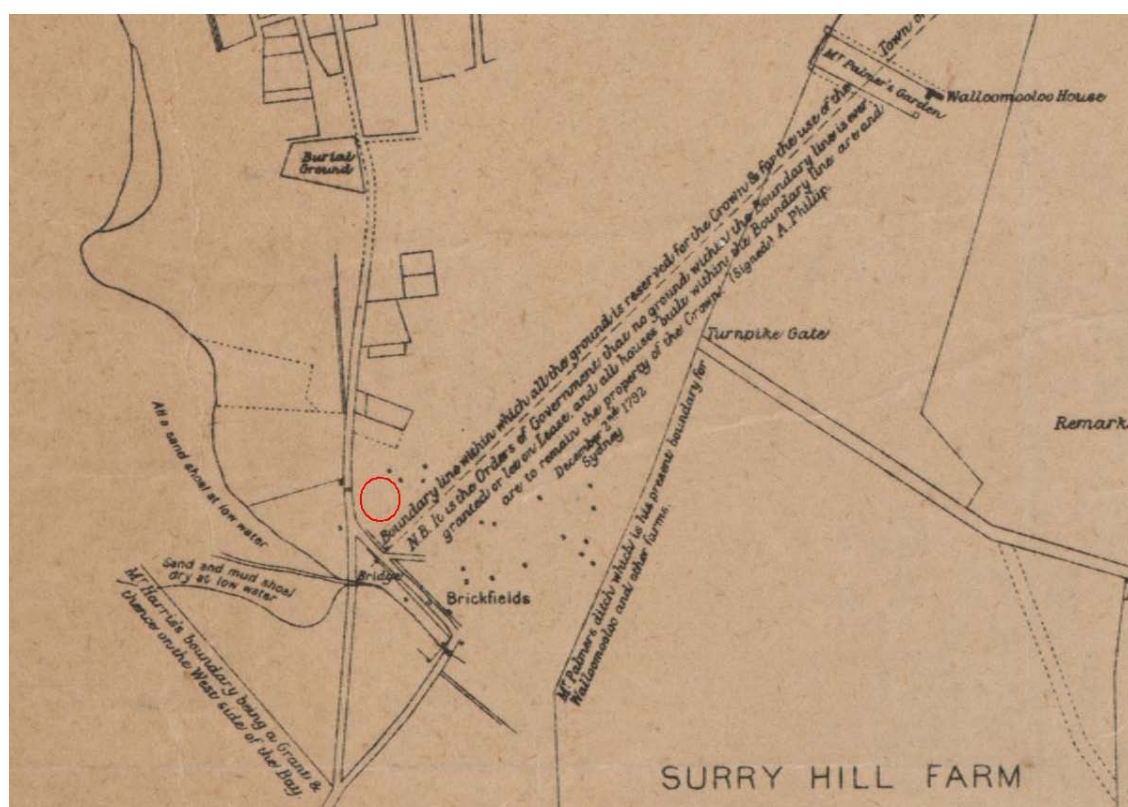 Town of
Mr Palmer's Garden
Walloomooloo House
Burial
Ground
Boundary line within which all the ground is reserved for the Crown & for the use of the
N.B. It is the Orders of Government that no ground within the Boundary line is ever
granted or let on Lease, and all houses built within the Boundary line are and
are to remain the property of the Crown. (Signed) A. Phillip.
December 2nd 1792
Sydney
Turnpike Gate
Remark
All a sand shoal at low water
Sand and mud shoal
dry at low water
Bridge
Brickfields
Mr Harris's boundary being a Grant &
thence on the West side of the Bay.
Mr Palmers ditch which is his present boundary for
Walloomooloo and other farms.
SURRY HILL FARM